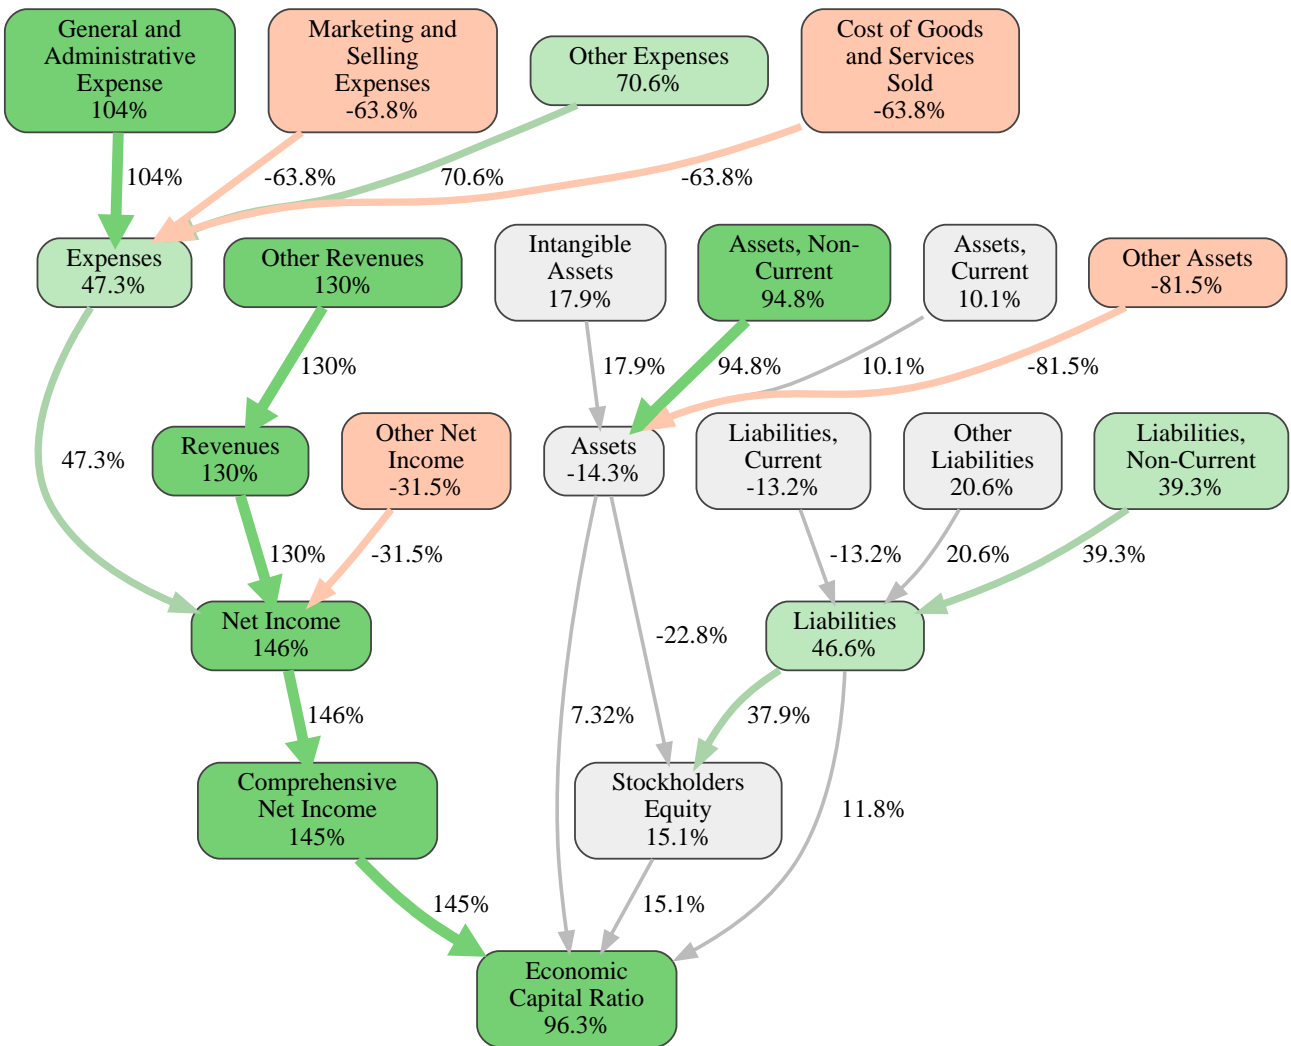 General and
Administrative
Expense
104%
Marketing and
Selling
Expenses
-63.8%
Other Expenses
70.6%
Cost of Goods
and Services
Sold
-63.8%
104%
-63.8%
70.6%
-63.8%
Expenses
47.3%
Other Revenues
130%
Intangible
Assets
17.9%
Assets, Non-
Current
94.8%
Assets,
Current
10.1%
Other Assets
-81.5%
130%
17.9%
94.8%
10.1%
-81.5%
47.3%
Revenues
130%
Other Net
Income
-31.5%
Assets
-14.3%
Liabilities,
Current
-13.2%
Other
Liabilities
20.6%
Liabilities,
Non-Current
39.3%
130%
-31.5%
-13.2%
20.6%
39.3%
Net Income
146%
-22.8%
Liabilities
46.6%
146%
7.32%
37.9%
Comprehensive
Net Income
145%
Stockholders
Equity
15.1%
11.8%
145%
15.1%
Economic
Capital Ratio
96.3%